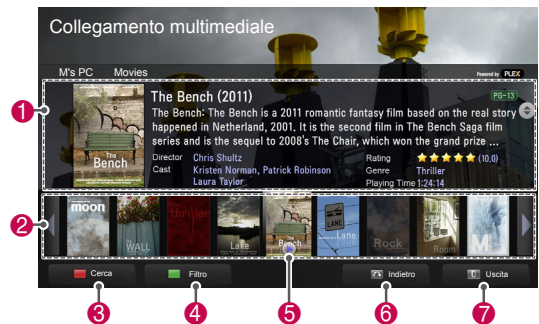 Collegamento multimediale
M's PC Movies
Powered by PLEX
The Bench (2011)
PG-13
The Bench: The Bench is a 2011 romantic fantasy film based on the real story
happened in Netherland, 2001. It is the second film in The Bench Saga film
series and is the sequel to 2008's The Chair, which won the grand prize ...
Director Chris Shultz
Cast Kristen Norman, Patrick Robinson
Laura Taylor
Rating (10.0)
Genre Thriller
Playing Time 1:24:14
The Bench
1
2
moon
WALL
Thriller
Lake
The Bench
LANE
Lane
Rock
Room
M
Cerca
Filtro
Indietro
Uscita
3
4
5
6
7